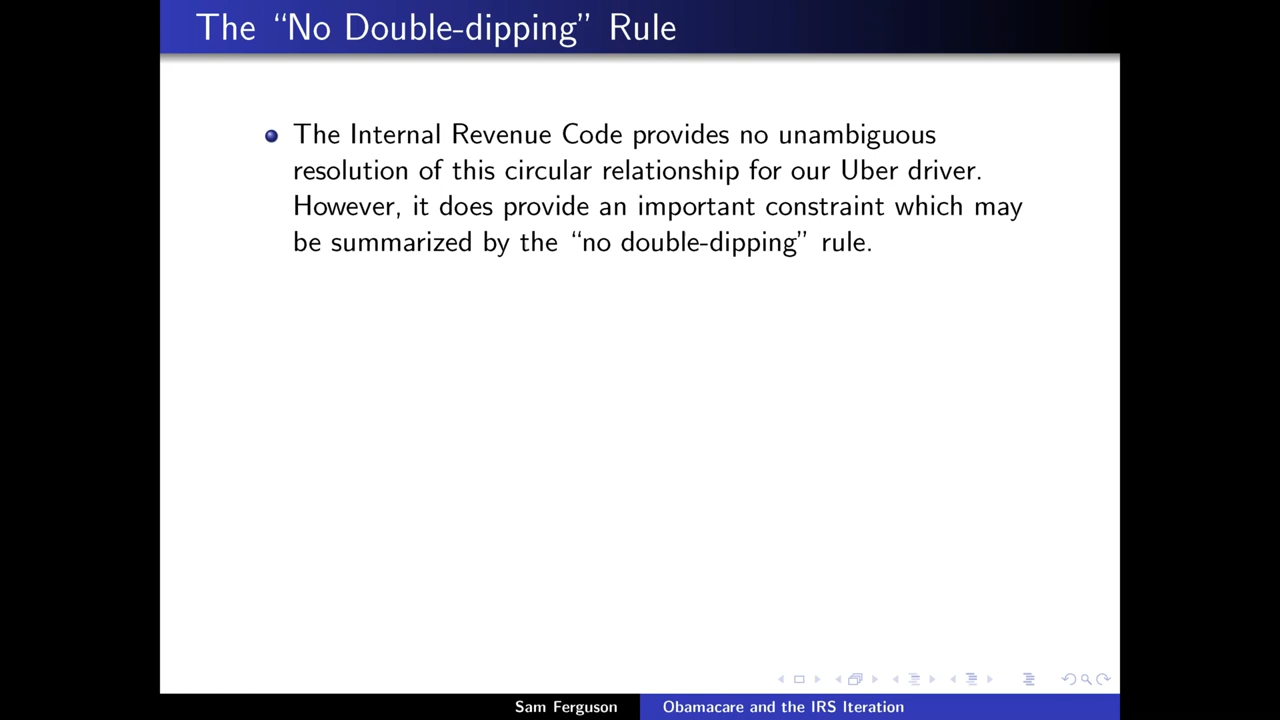 The “No Double-dipping” Rule
The Internal Revenue Code provides no unambiguous
resolution of this circular relationship for our Uber driver.
However, it does provide an important constraint which may
be summarized by the “no double-dipping” rule.
Sam Ferguson
Obamacare and the IRS Iteration